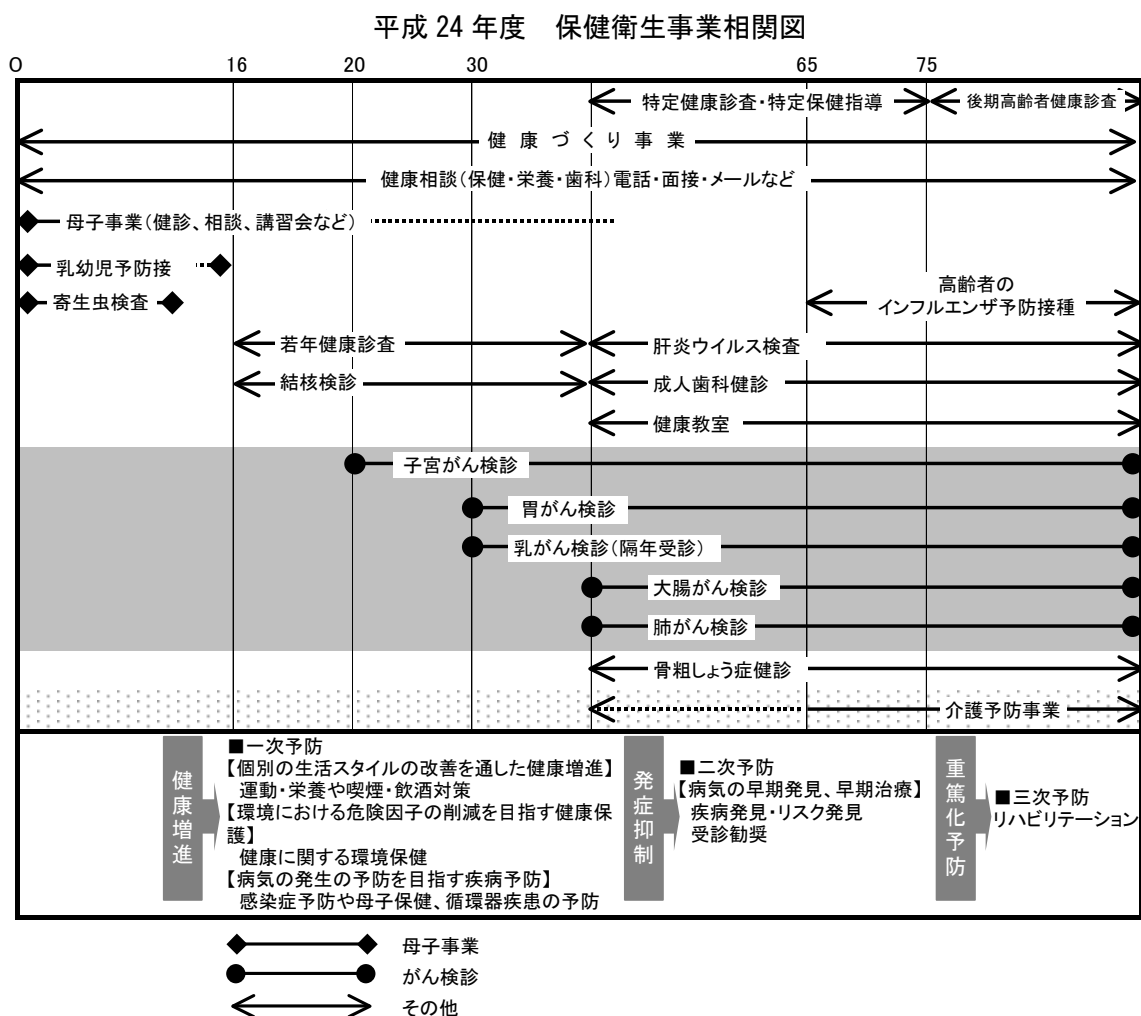 平成 24 年度　保健衛生事業相関図
0 16 20 30 65 75
特定健康診査・特定保健指導 後期高齢者健康診査
健 康 づ く り 事 業
健康相談(保健・栄養・歯科)電話・面接・メールなど
母子事業(健診、相談、講習会など)
乳幼児予防接
寄生虫検査
高齢者の
インフルエンザ予防接種
若年健康診査 肝炎ウイルス検査
結核検診 成人歯科健診
健康教室
子宮がん検診
胃がん検診
乳がん検診(隔年受診)
大腸がん検診
肺がん検診
骨粗しょう症健診
介護予防事業
健康増進
■一次予防
【個別の生活スタイルの改善を通した健康増進】
運動・栄養や喫煙・飲酒対策
【環境における危険因子の削減を目指す健康保
護】
健康に関する環境保健
【病気の発生の予防を目指す疾病予防】
感染症予防や母子保健、循環器疾患の予防
発症抑制
■二次予防
【病気の早期発見、早期治療】
疾病発見・リスク発見
受診勧奨
重篤化予防
■三次予防
リハビリテーション
母子事業
がん検診
その他